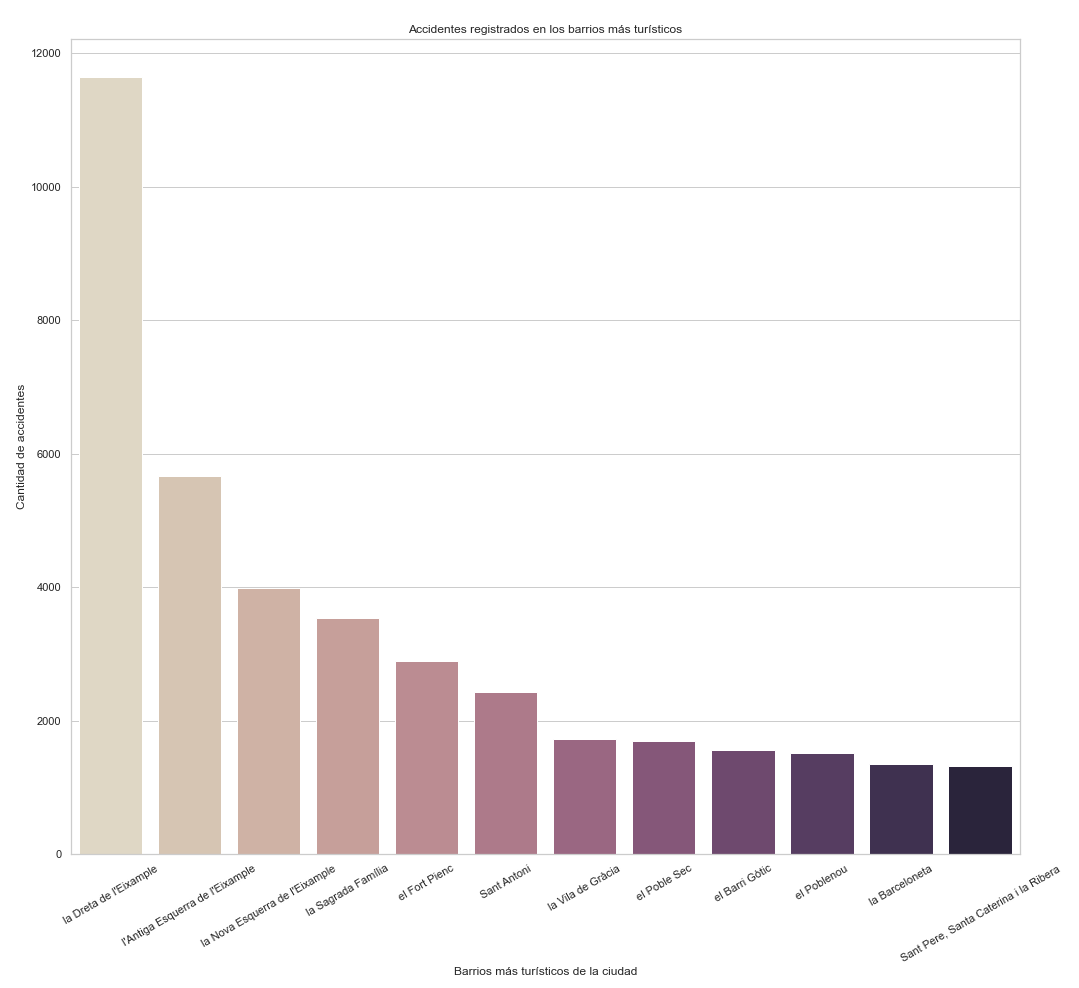 Accidentes registrados en los barrios más turísticos
12000
10000
8000
6000
4000
2000
0
Cantidad de accidentes
la Dreta de l'Eixample
l'Antiga Esquerra de l'Eixample
la Nova Esquerra de l'Eixample
la Sagrada Família
el Fort Pienc
Sant Antoni
la Vila de Gràcia
el Poble Sec
el Barri Gòtic
el Poblenou
la Barceloneta
Sant Pere, Santa Caterina i la Ribera
Barrios más turísticos de la ciudad